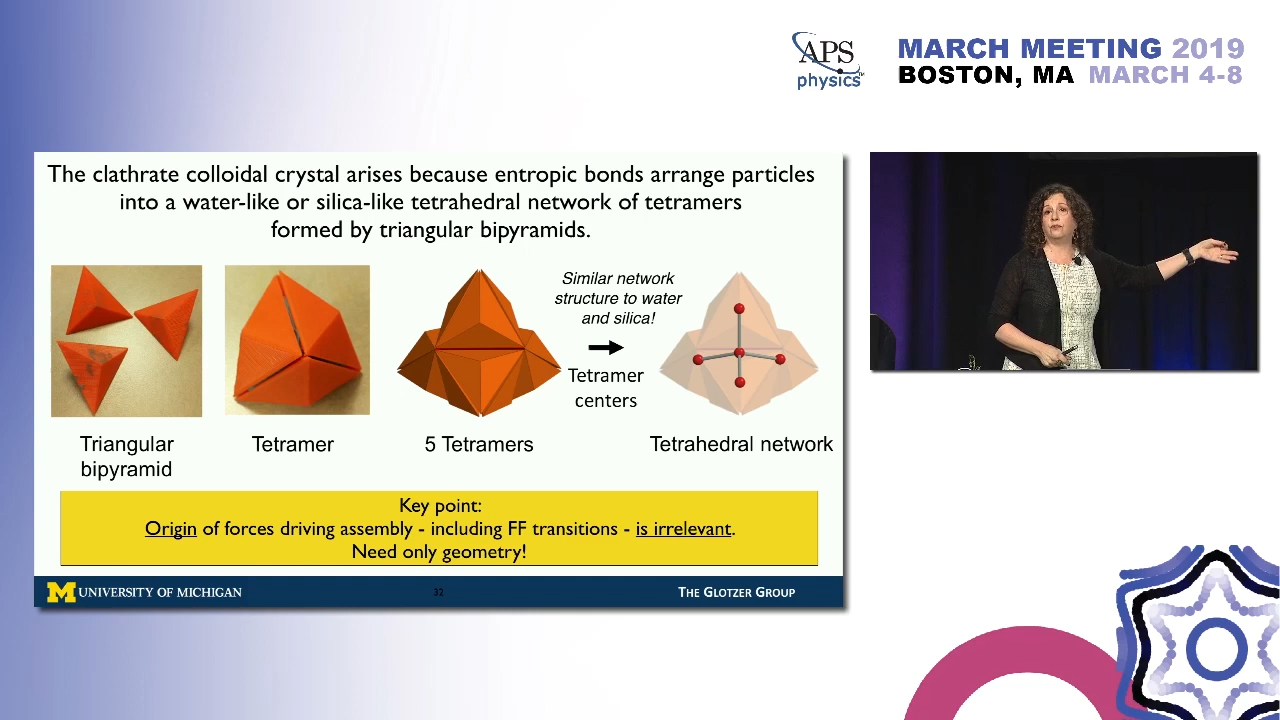 APS
physics
MARCH MEETING 2019
BOSTON, MA MARCH 4-8
The clathrate colloidal crystal arises because entropic bonds arrange particles
into a water-like or silica-like tetrahedral network of tetramers
formed by triangular bipyramids.
Similar network
structure to water
and silica!
Tetramer
centers
Triangular
bipyramid
Tetramer
5 Tetramers
Tetrahedral network
Key point:
Origin of forces driving assembly - including FF transitions - is irrelevant.
Need only geometry!
M UNIVERSITY OF MICHIGAN
32
THE GLOTZER GROUP